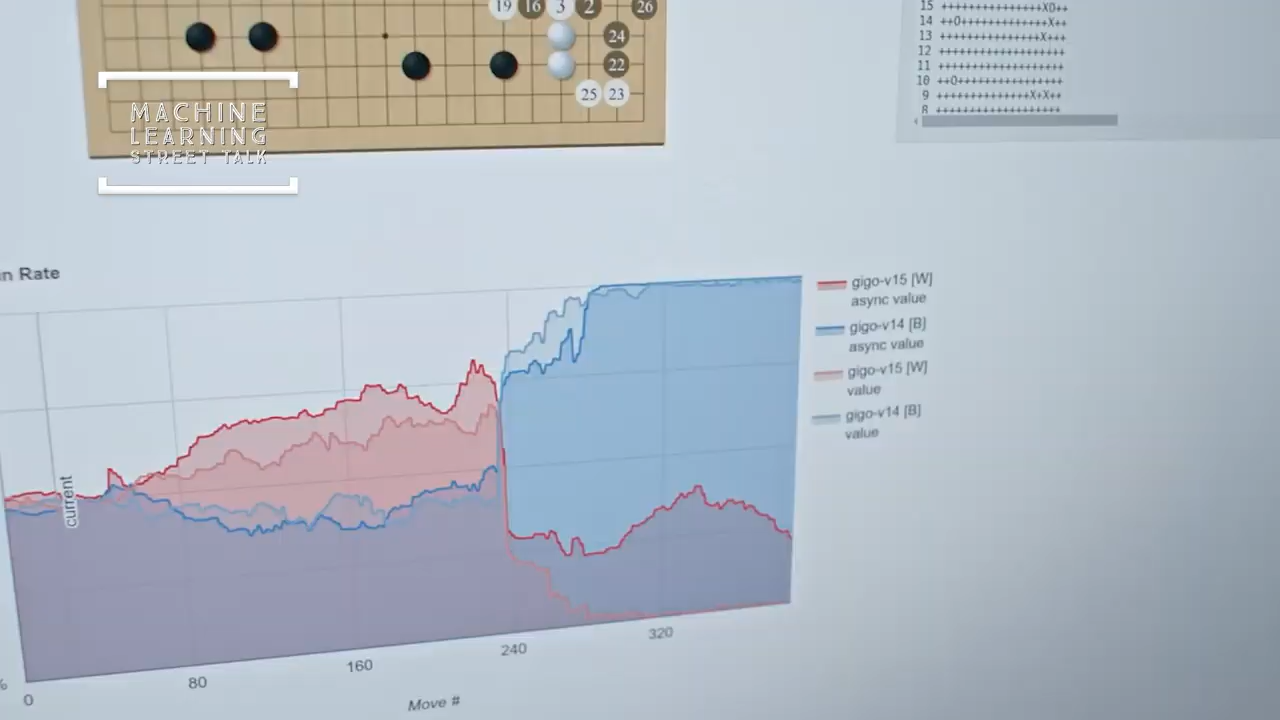 19 16 3 2 26
24
22
25 23
MACHINE
LEARNING
STREET TALK
15 +++++++++++++++XO++
14 ++O++++++++++++X++
13 ++++++++++++++X+++
12 ++++++++++++++++++
11 ++++++++++++++++++
10 ++O+++++++++++++++
9 +++++++++++++X+X++
8 ++++++++++++++++++
n Rate
current
gigo-v15 [W]
async value
gigo-v14 [B]
async value
gigo-v15 [W]
value
gigo-v14 [B]
value
%
0 80 160 240 320
Move #